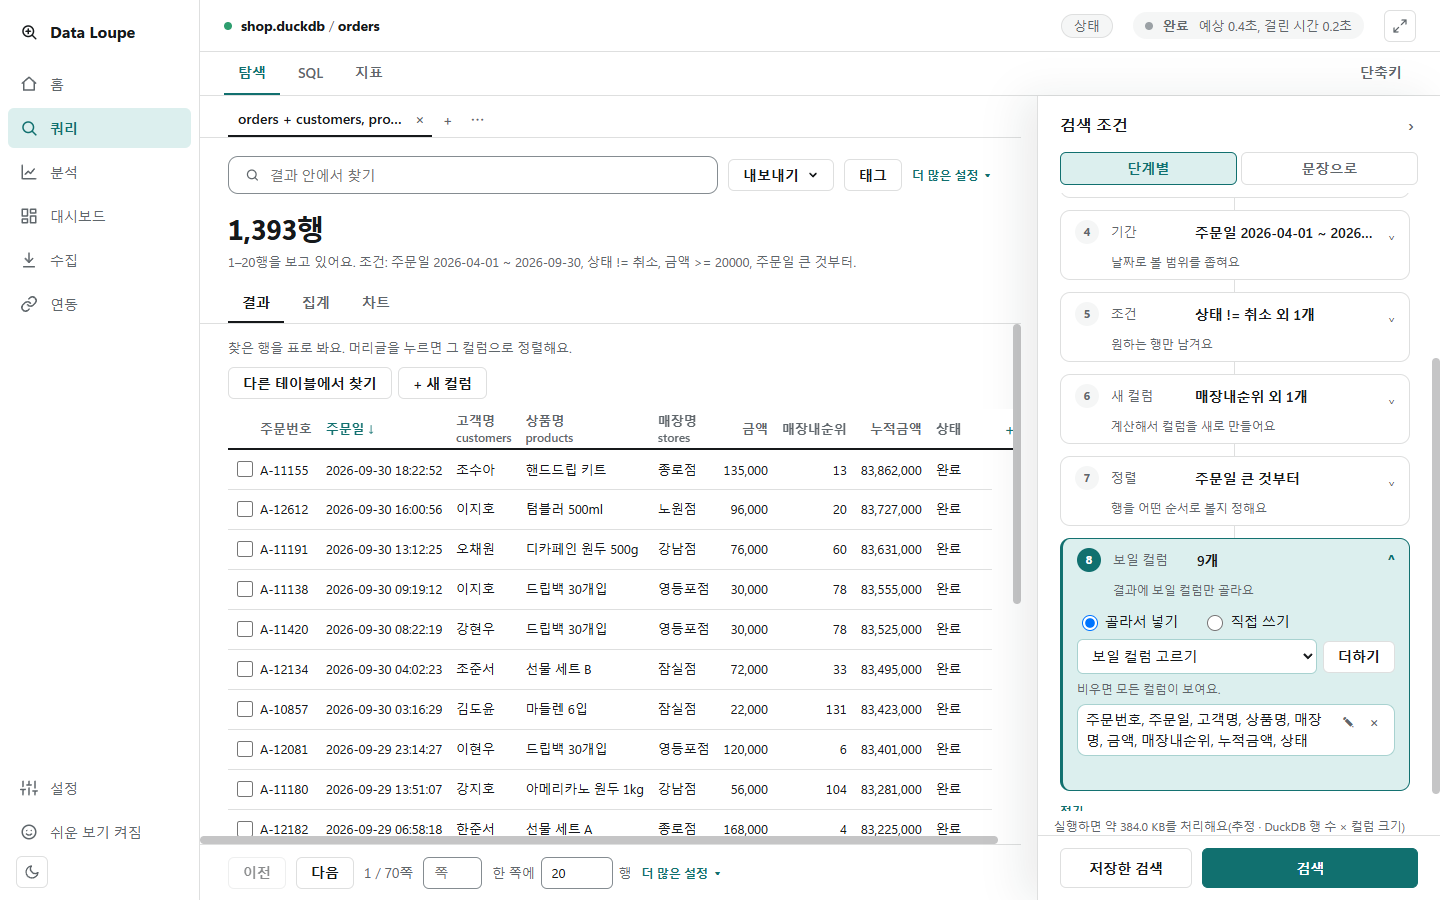 Data Loupe
홈
쿼리
분석
대시보드
수집
연동
설정
쉬운 보기 켜짐
shop.duckdb / orders
상태
완료 예상 0.4초, 걸린 시간 0.2초
탐색 SQL 지표
단축키
orders + customers, pro... × + ⋯
결과 안에서 찾기
내보내기
태그
더 많은 설정
1,393행
1–20행을 보고 있어요. 조건: 주문일 2026-04-01 ~ 2026-09-30, 상태 != 취소, 금액 >= 20000, 주문일 큰 것부터.
결과 집계 차트
찾은 행을 표로 봐요. 머리글을 누르면 그 컬럼으로 정렬해요.
다른 테이블에서 찾기
+ 새 컬럼
주문번호 주문일 ↓ 고객명 customers 상품명 products 매장명 stores 금액 매장내순위 누적금액 상태 +
A-11155 2026-09-30 18:22:52 조수아 핸드드립 키트 종로점 135,000 13 83,862,000 완료
A-12612 2026-09-30 16:00:56 이지호 텀블러 500ml 노원점 96,000 20 83,727,000 완료
A-11191 2026-09-30 13:12:25 오채원 디카페인 원두 500g 강남점 76,000 60 83,631,000 완료
A-11138 2026-09-30 09:19:12 이지호 드립백 30개입 영등포점 30,000 78 83,555,000 완료
A-11420 2026-09-30 08:22:19 강현우 드립백 30개입 영등포점 30,000 78 83,525,000 완료
A-12134 2026-09-30 04:02:23 조준서 선물 세트 B 잠실점 72,000 33 83,495,000 완료
A-10857 2026-09-30 03:16:29 김도윤 마들렌 6입 잠실점 22,000 131 83,423,000 완료
A-12081 2026-09-29 23:14:27 이현우 드립백 30개입 영등포점 120,000 6 83,401,000 완료
A-11180 2026-09-29 13:51:07 강지호 아메리카노 원두 1kg 강남점 56,000 104 83,281,000 완료
A-12182 2026-09-29 06:58:18 한준서 선물 세트 A 종로점 168,000 4 83,225,000 완료
이전
다음
1 / 70쪽
쪽
한 쪽에 20 행
더 많은 설정
검색 조건
단계별
문장으로
4 기간 주문일 2026-04-01 ~ 2026...
날짜로 볼 범위를 좁혀요
5 조건 상태 != 취소 외 1개
원하는 행만 남겨요
6 새 컬럼 매장내순위 외 1개
계산해서 컬럼을 새로 만들어요
7 정렬 주문일 큰 것부터
행을 어떤 순서로 볼지 정해요
8 보일 컬럼 9개
결과에 보일 컬럼만 골라요
골라서 넣기
직접 쓰기
보일 컬럼 고르기
더하기
비우면 모든 컬럼이 보여요.
주문번호, 주문일, 고객명, 상품명, 매장
명, 금액, 매장내순위, 누적금액, 상태
실행하면 약 384.0 KB를 처리해요(추정 · DuckDB 행 수 × 컬럼 크기)
저장한 검색
검색